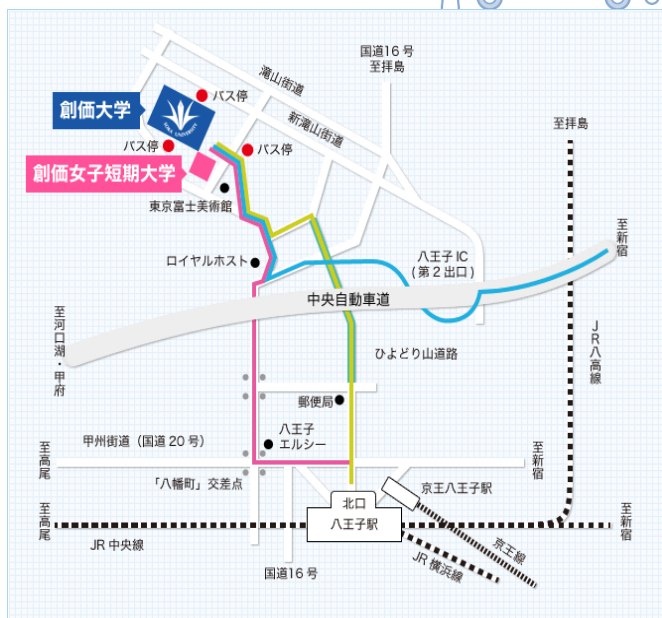 国道16号
至拝島
滝山街道
バス停
創価大学
SOKA UNIVERSITY
新滝山街道
至拝島
バス停
バス停
創価女子短期大学
東京富士美術館
至新宿
ロイヤルホスト
八王子IC
(第2出口)
中央自動車道
至河口湖・甲府
JR八高線
ひよどり山道路
郵便局
八王子
エルシー
甲州街道（国道20号）
至高尾
至新宿
「八幡町」交差点
京王八王子駅
北口
至高尾
八王子駅
至新宿
JR中央線
京王線
JR横浜線
国道16号